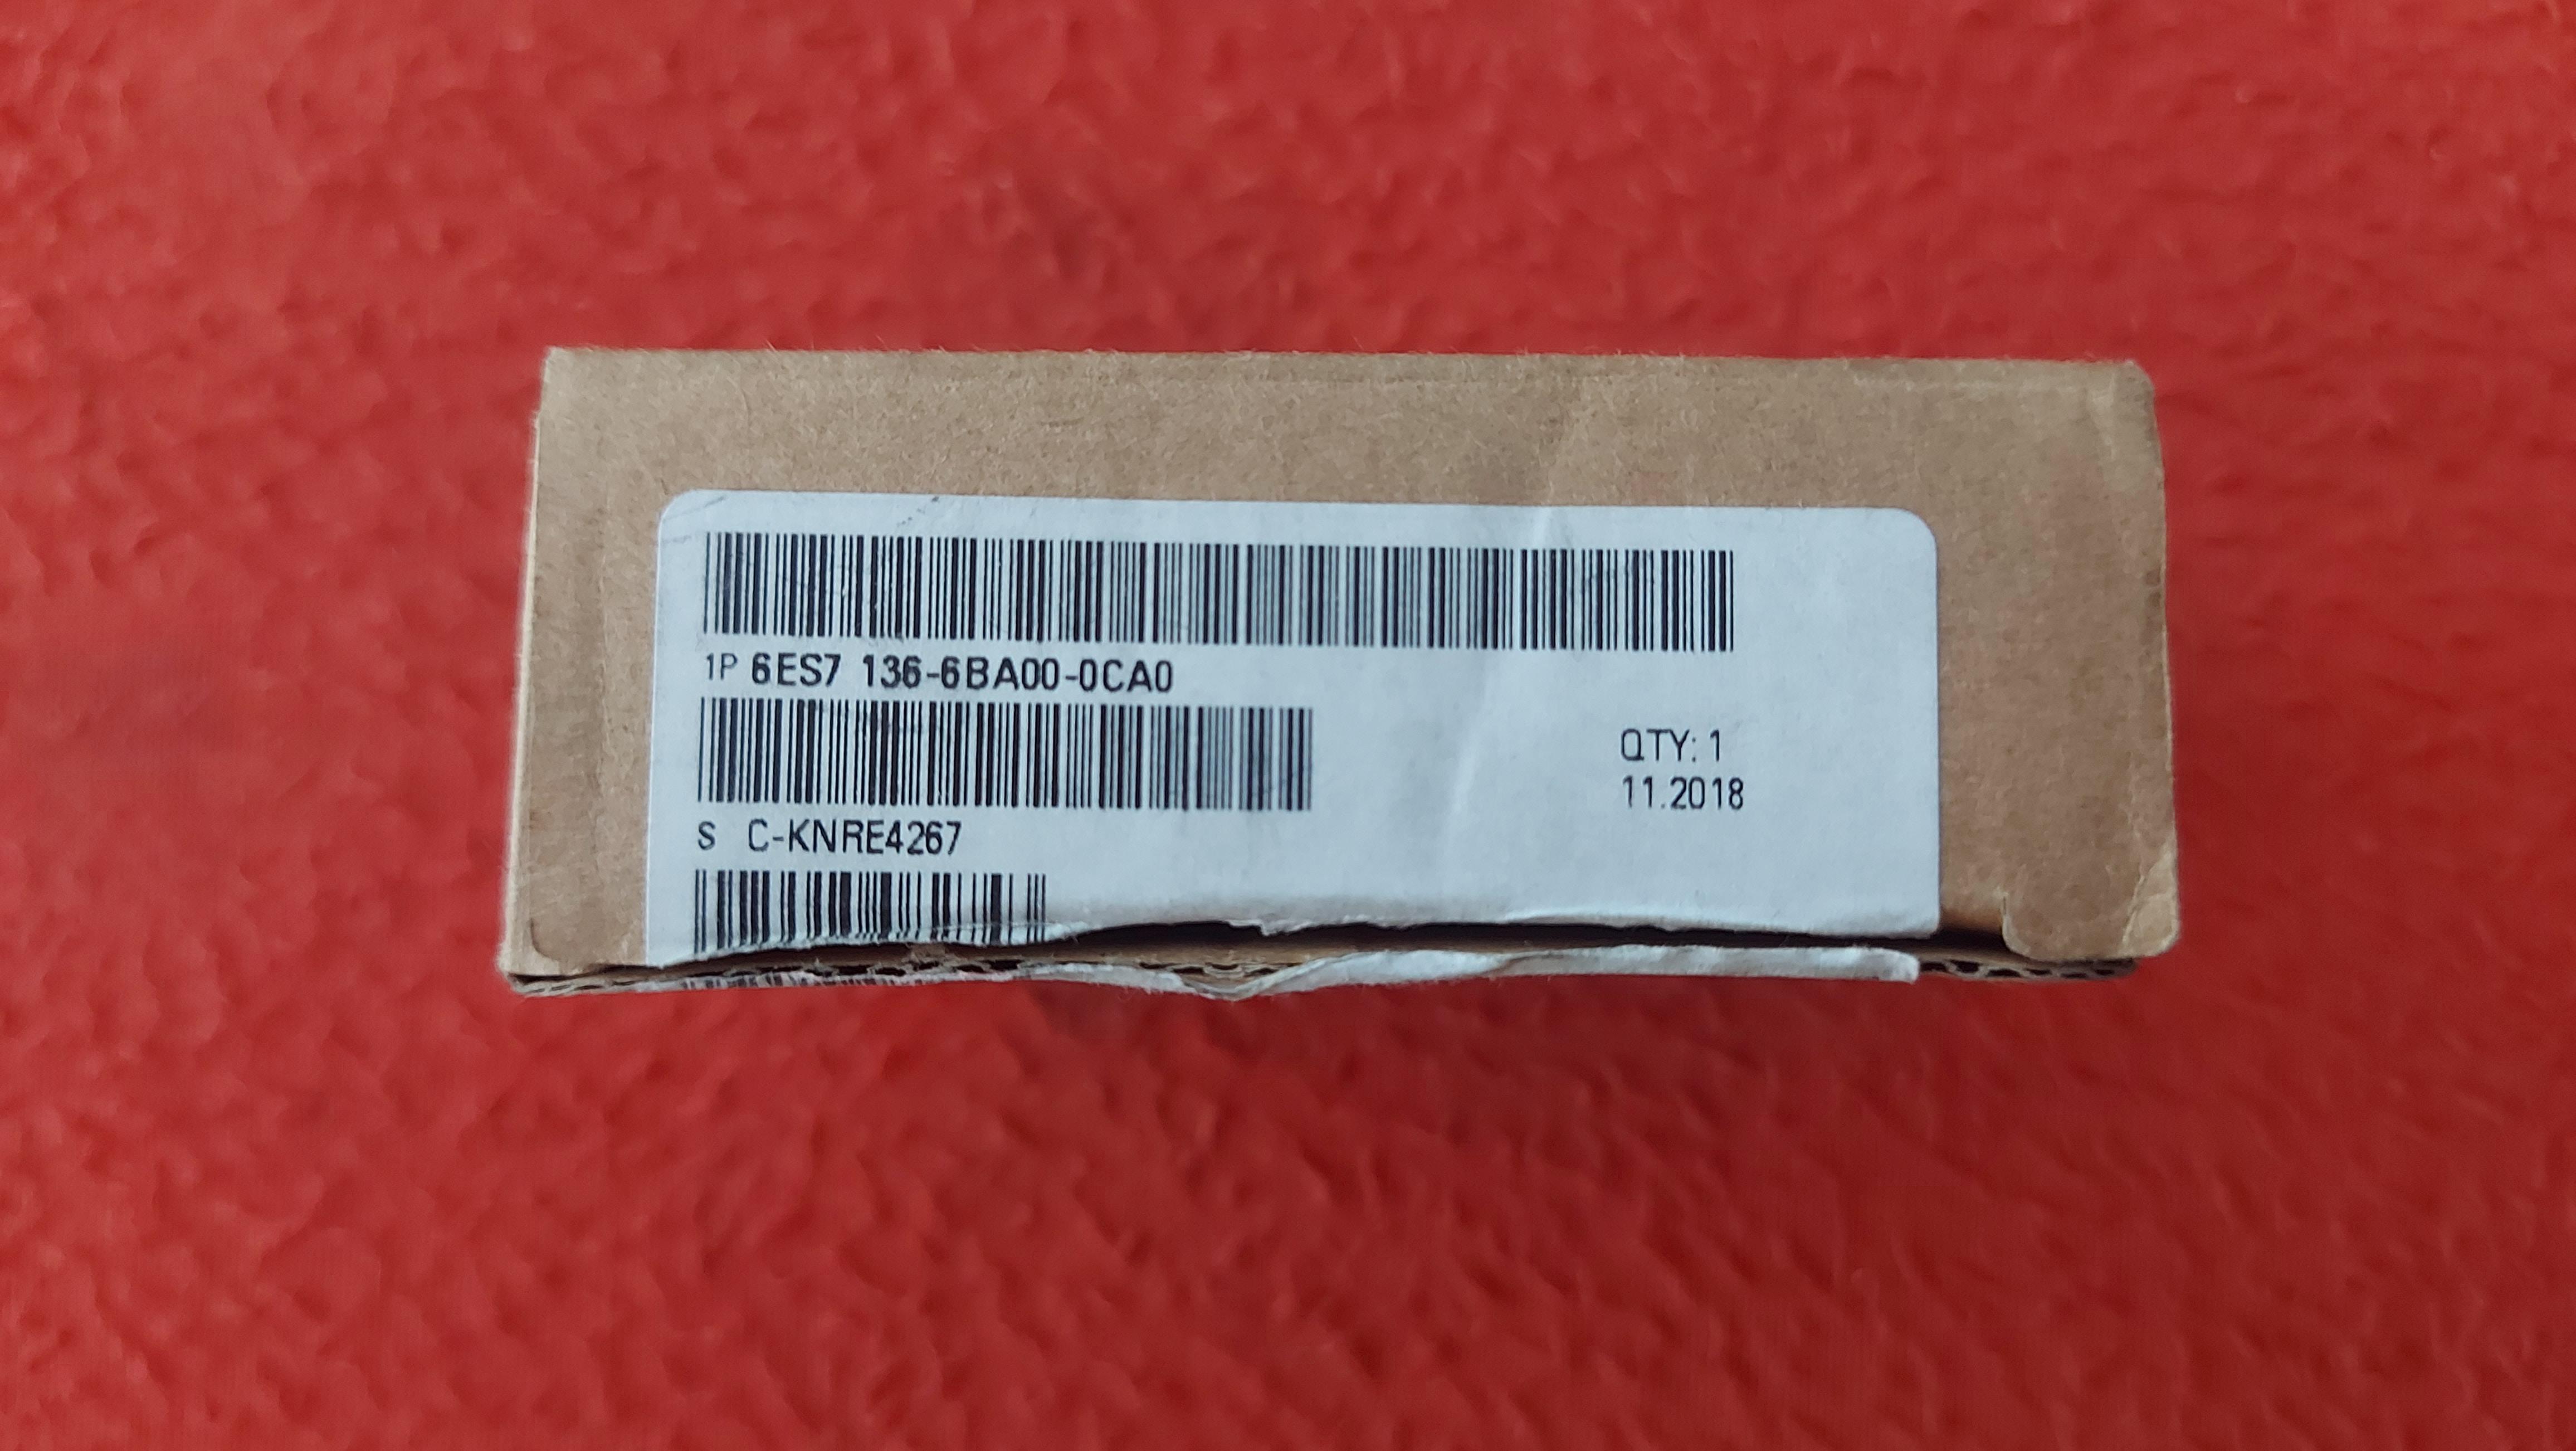 1P 6ES7 136-6BA00-0CA0
QTY: 1
11.2018
S C-KNRE4267